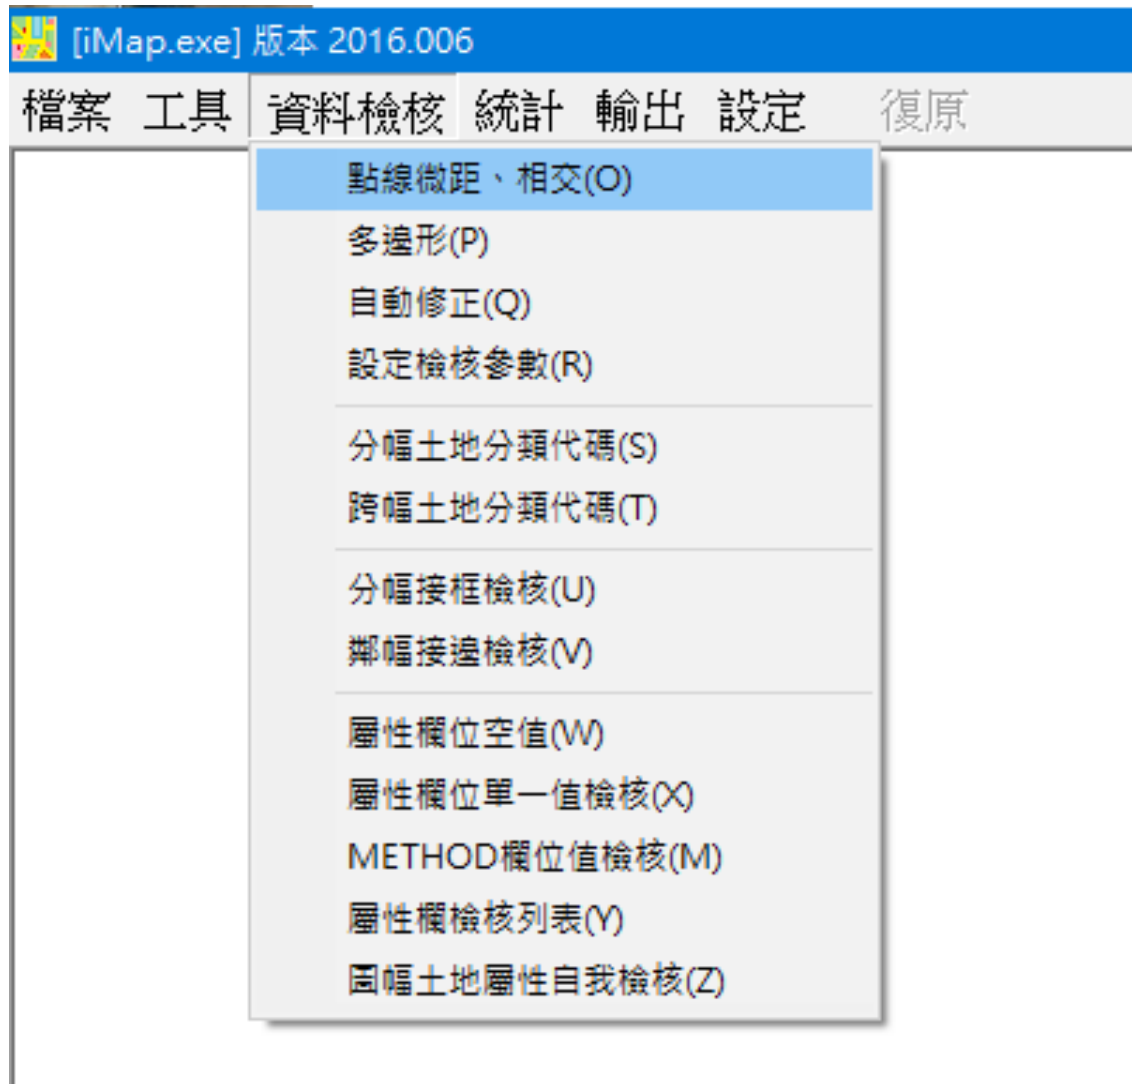 [iMap.exe] 版本 2016.006
檔案 工具 資料檢核 統計 輸出 設定 復原
點線微距、相交(O)
多邊形(P)
自動修正(Q)
設定檢核參數(R)
分幅土地分類代碼(S)
跨幅土地分類代碼(T)
分幅接框檢核(U)
鄰幅接邊檢核(V)
屬性欄位空值(W)
屬性欄位單一值檢核(X)
METHOD欄位值檢核(M)
屬性欄檢核列表(Y)
圖幅土地屬性自我檢核(Z)